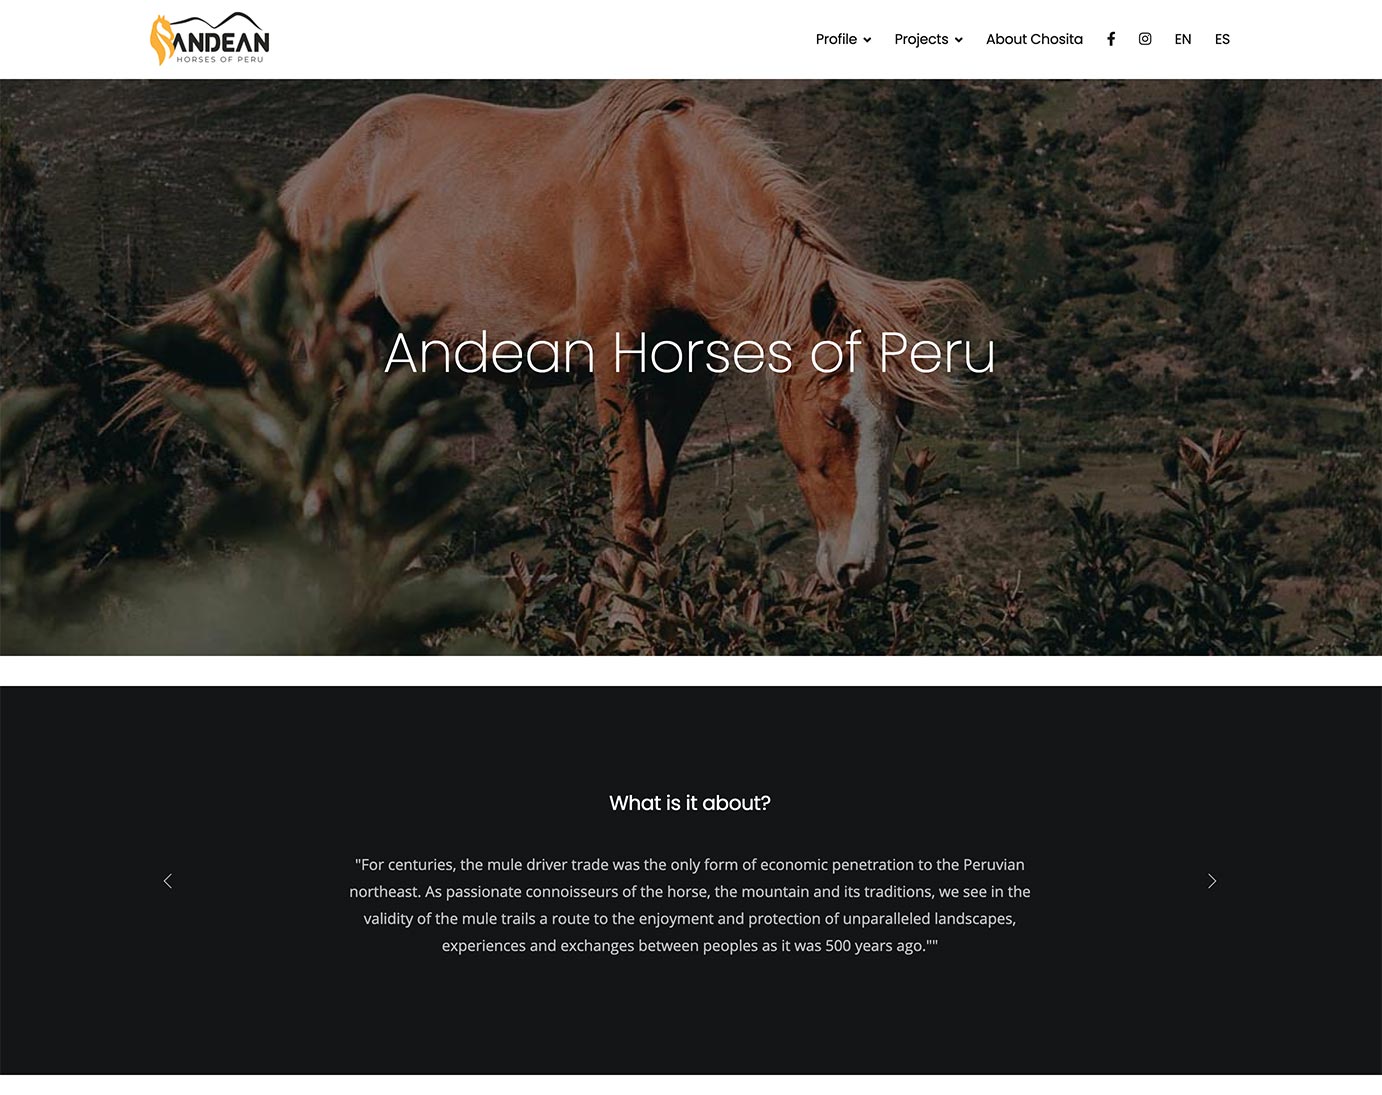 ANDEAN
HORSES OF PERU
Profile
Projects
About Chosita
EN
ES
Andean Horses of Peru
What is it about?
"For centuries, the mule driver trade was the only form of economic penetration to the Peruvian
northeast. As passionate connoisseurs of the horse, the mountain and its traditions, we see in the
validity of the mule trails a route to the enjoyment and protection of unparalleled landscapes,
experiences and exchanges between peoples as it was 500 years ago.""